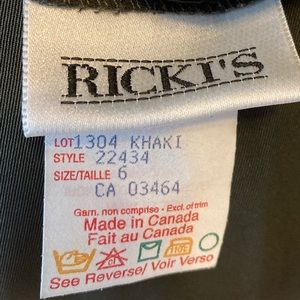 RICKI'S
LOT 1304 KHAKI
STYLE 22434
SIZE/TAILLE 6
CA 03464
Garn. non comprise - Excl. of trim
Made in Canada
Fait au Canada
See Reverse/ Voir Verso